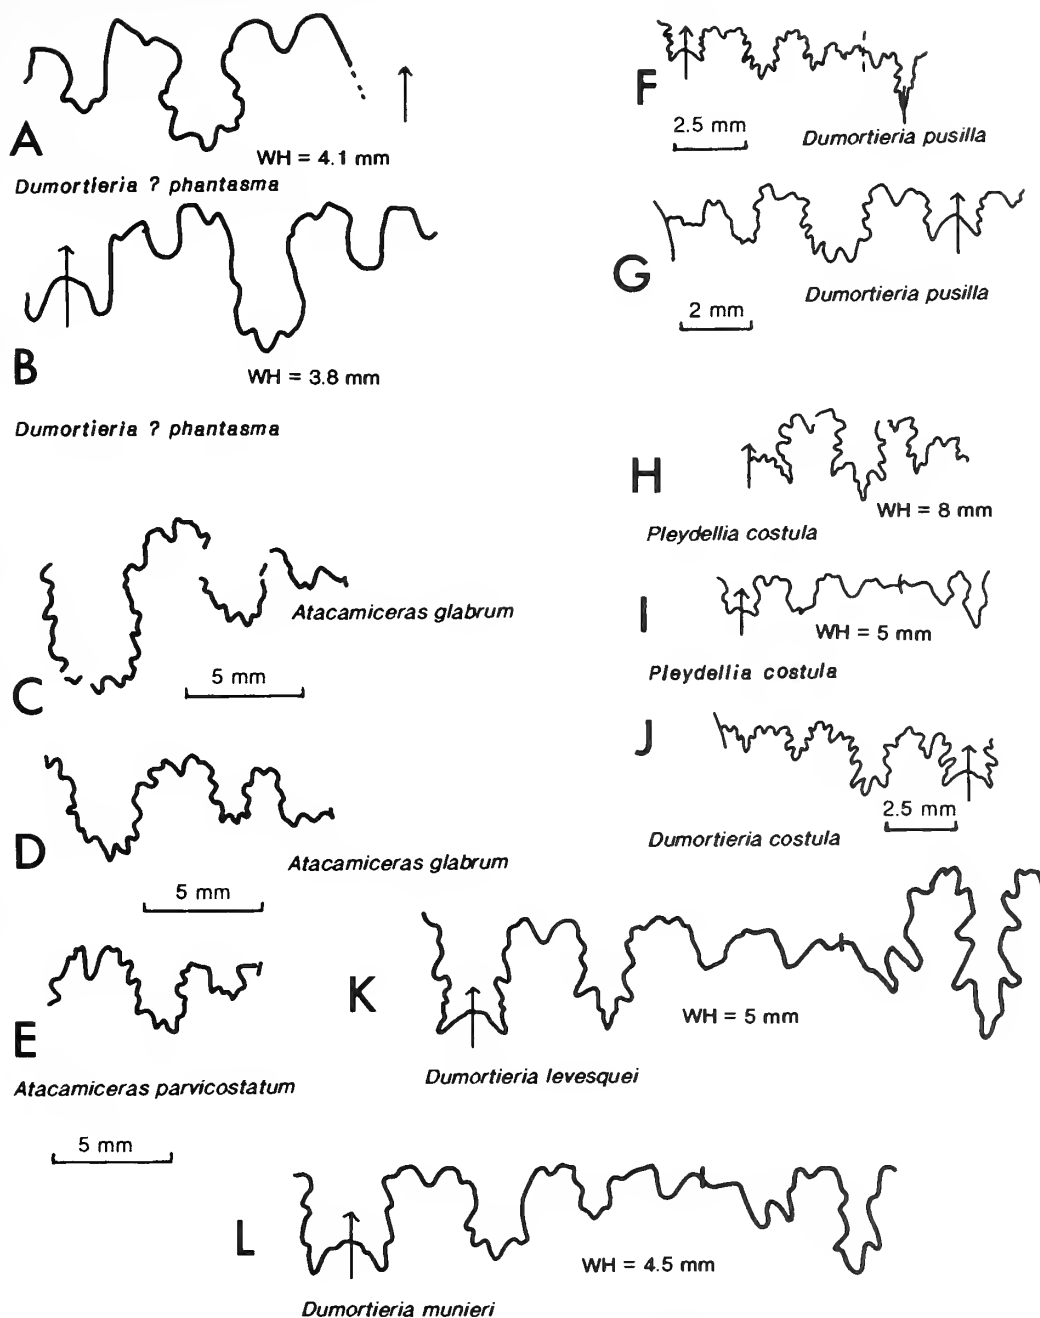 A
WH = 4.1 mm
Dumortieria ? phantasma
B
WH = 3.8 mm
Dumortieria ? phantasma
C
Atacamiceras glabrum
5 mm
D
Atacamiceras glabrum
5 mm
E
Atacamiceras parvicostatum
5 mm
F
2.5 mm
Dumortieria pusilla
G
Dumortieria pusilla
2 mm
H
WH = 8 mm
Pleydellia costula
I
WH = 5 mm
Pleydellia costula
J
2.5 mm
Dumortieria costula
K
WH = 5 mm
Dumortieria levesquei
L
WH = 4.5 mm
Dumortieria munieri